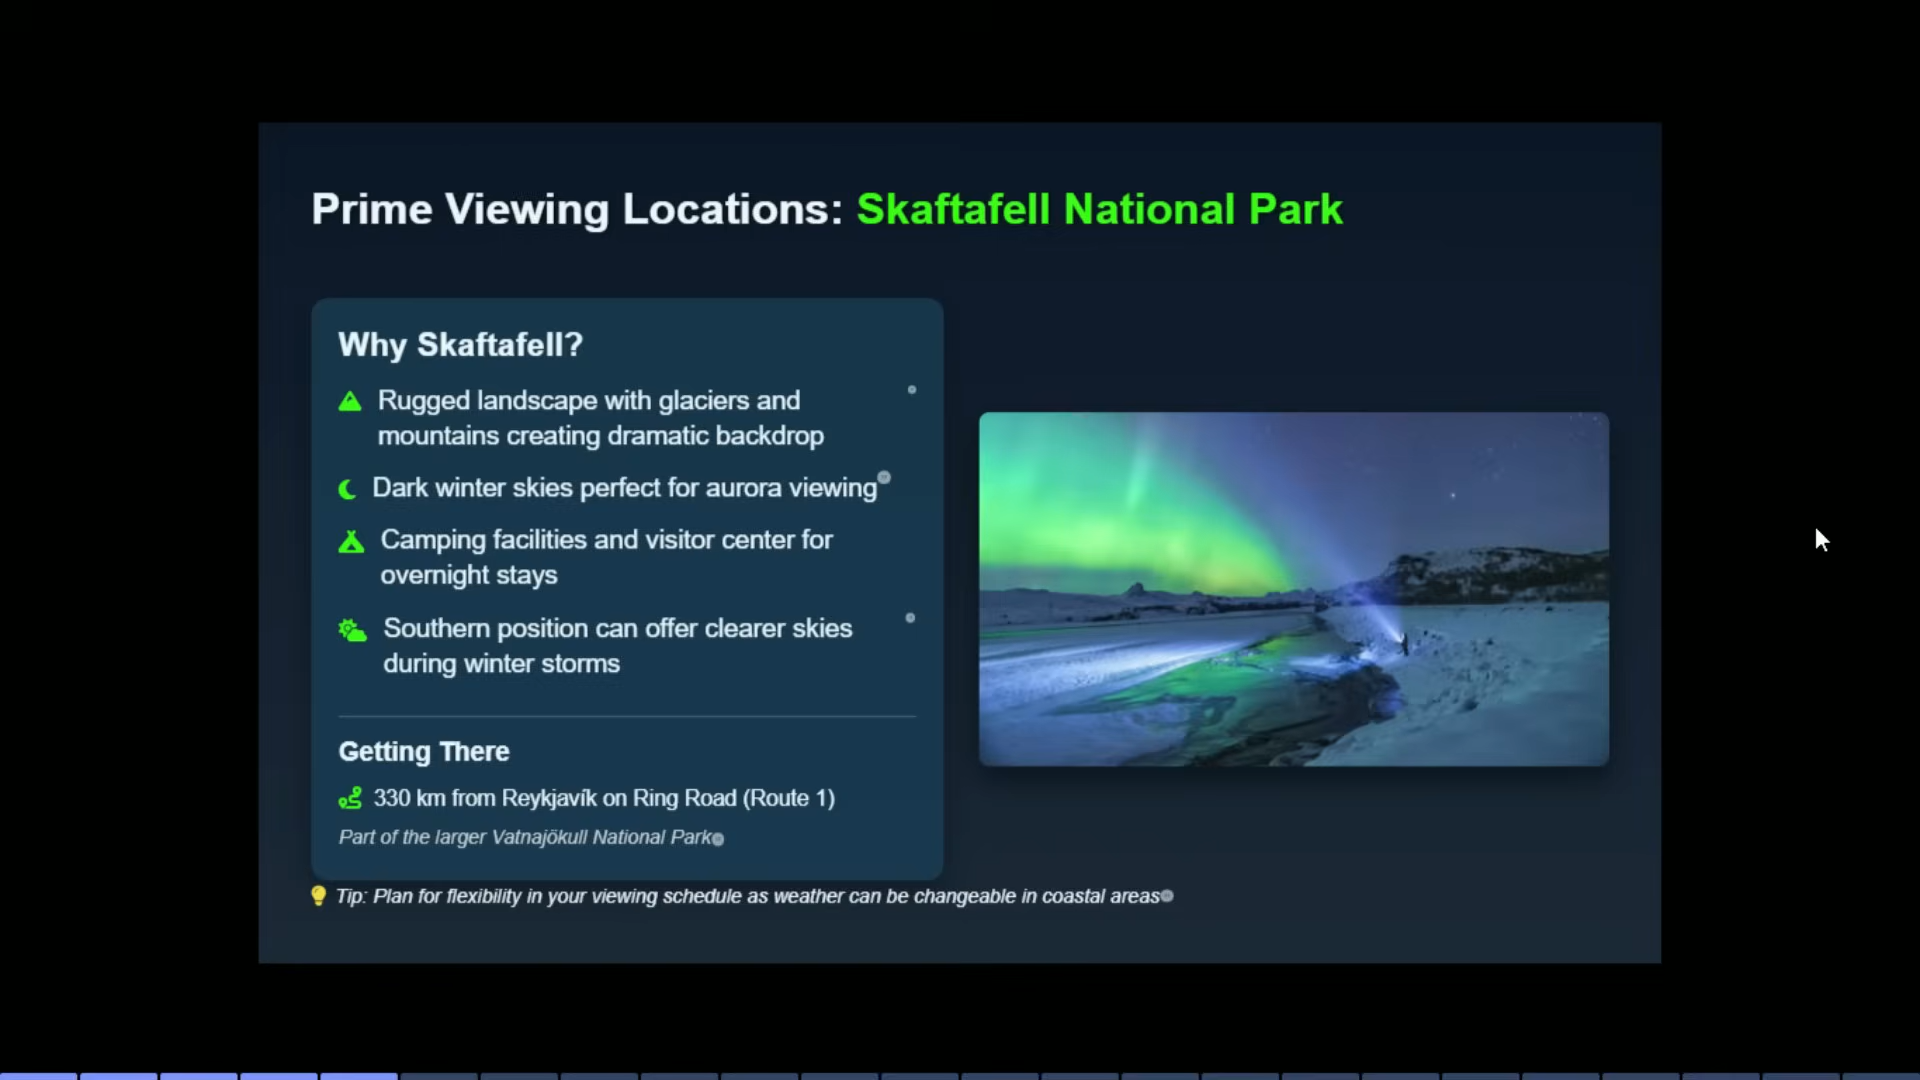 Prime Viewing Locations: Skaftafell National Park
Why Skaftafell?
Rugged landscape with glaciers and
mountains creating dramatic backdrop
Dark winter skies perfect for aurora viewing
Camping facilities and visitor center for
overnight stays
Southern position can offer clearer skies
during winter storms
Getting There
330 km from Reykjavík on Ring Road (Route 1)
Part of the larger Vatnajökull National Park
Tip: Plan for flexibility in your viewing schedule as weather can be changeable in coastal areas